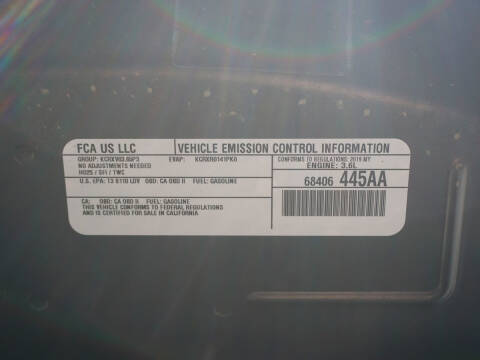 FCA US LLC
VEHICLE EMISSION CONTROL INFORMATION
GROUP: KCRXV03.6VP3 EVAP: KCRXR0141PK0
NO ADJUSTMENTS NEEDED
HO2S / SFI / TWC
CONFORMS TO REGULATIONS: 2019 MY
ENGINE: 3.6L
U.S. EPA: T3 B110 LDV OBD: CA OBD II FUEL: GASOLINE
68406 445AA
CA: OBD: CA OBD II FUEL: GASOLINE
THIS VEHICLE CONFORMS TO FEDERAL REGULATIONS
AND IS CERTIFIED FOR SALE IN CALIFORNIA